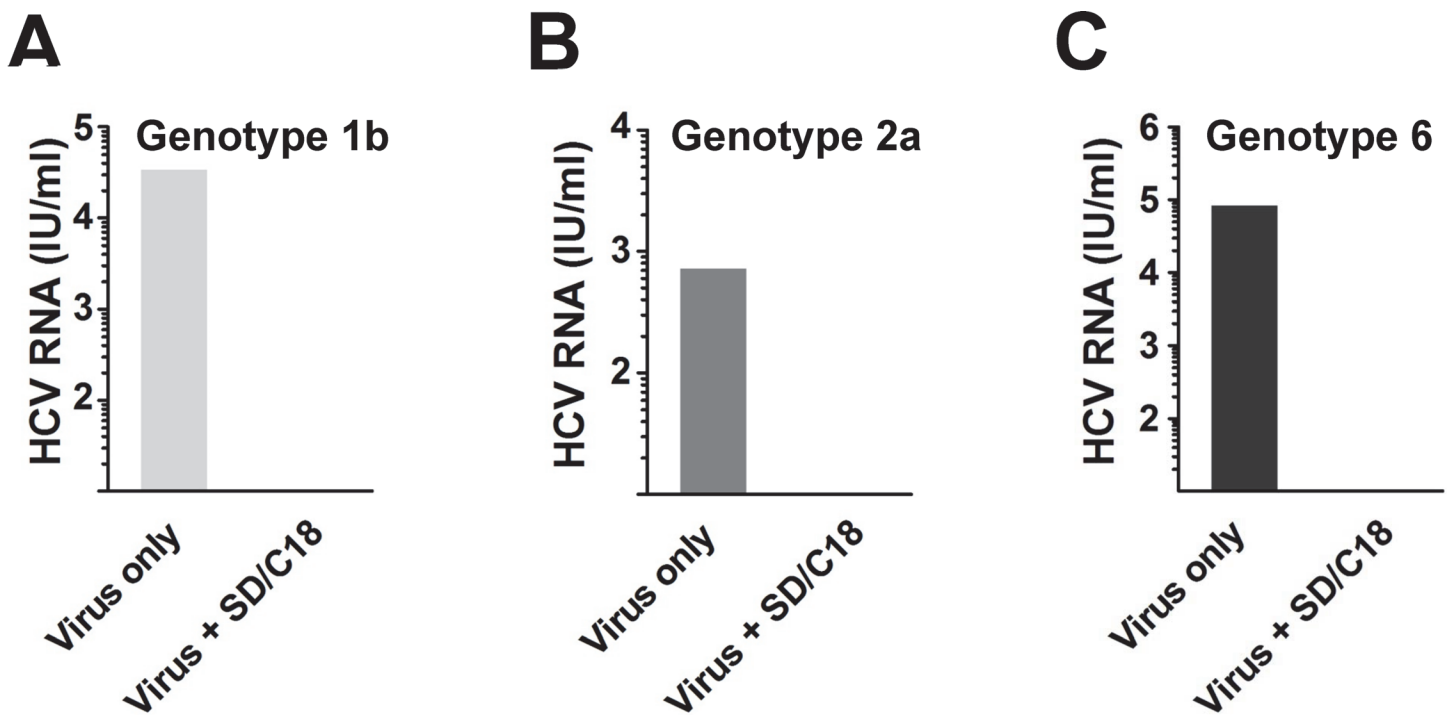 A
B
C
Genotype 1b
Genotype 2a
Genotype 6
HCV RNA (IU/ml)
5
4
3
2
HCV RNA (IU/ml)
4
3
2
HCV RNA (IU/ml)
6
5
4
3
2
Virus only
Virus + SD/C18
Virus only
Virus + SD/C18
Virus only
Virus + SD/C18